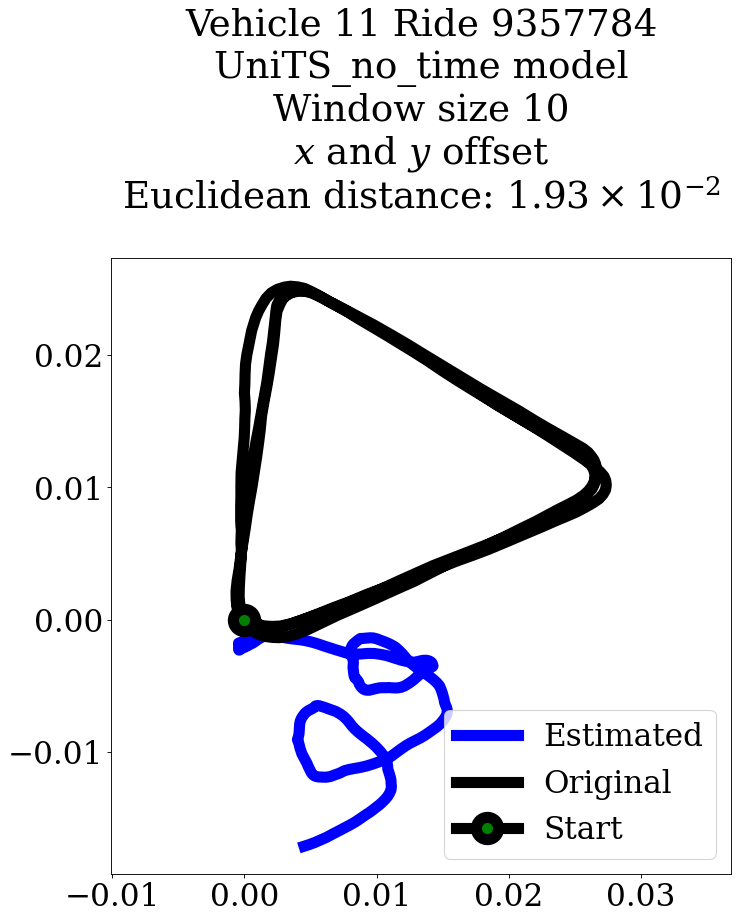 Vehicle 11 Ride 9357784
UniTS_no_time model
Window size 10
x and y offset
Euclidean distance: 1.93 × 10⁻²
0.02
0.01
0.00
−0.01
−0.01
0.00
0.01
0.02
0.03
Estimated
Original
Start